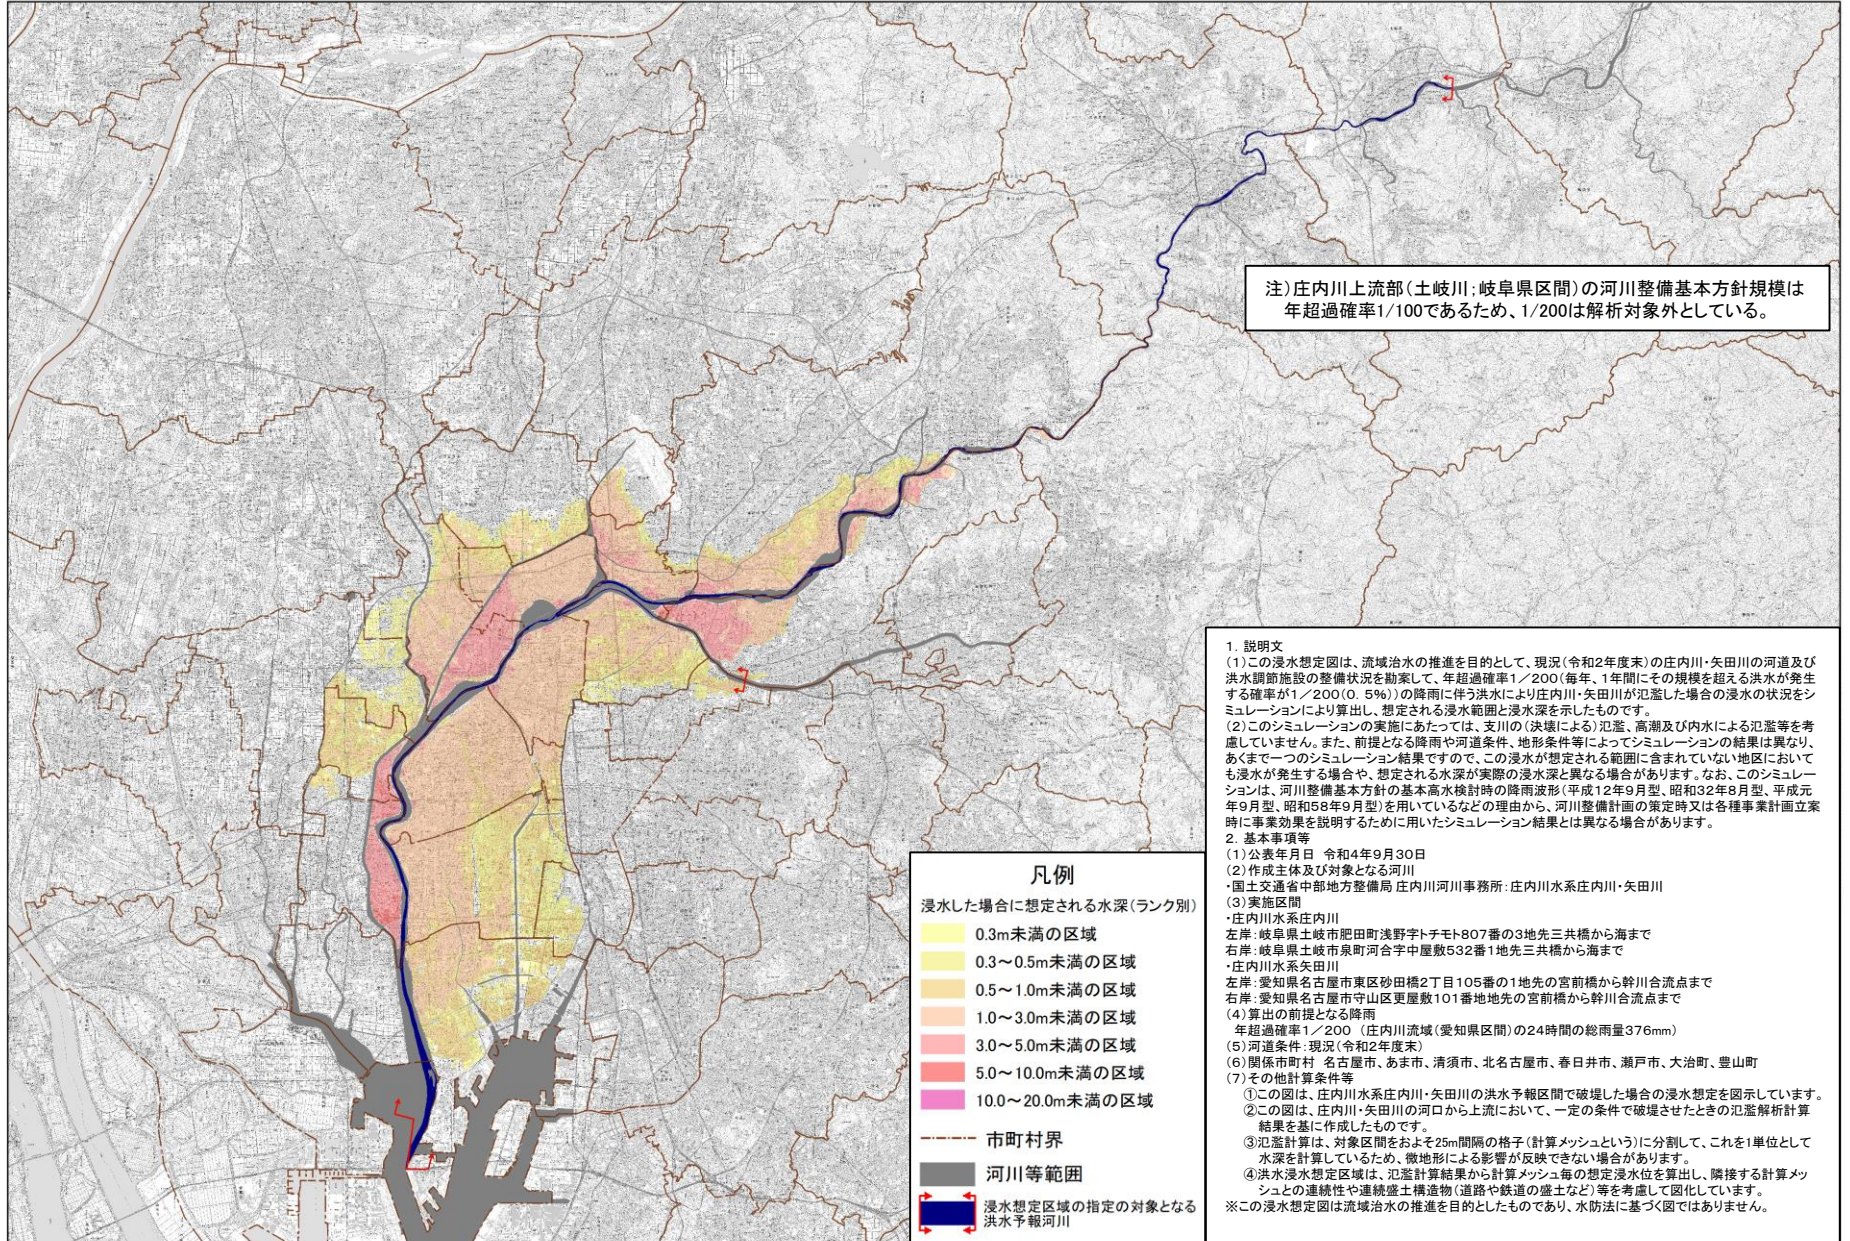 注)庄内川上流部(土岐川;岐阜県区間)の河川整備基本方針規模は
年超過確率1/100であるため、1/200は解析対象外としている。
凡例
浸水した場合に想定される水深(ランク別)
0.3m未満の区域
0.3～0.5m未満の区域
0.5～1.0m未満の区域
1.0～3.0m未満の区域
3.0～5.0m未満の区域
5.0～10.0m未満の区域
10.0～20.0m未満の区域
市町村界
河川等範囲
浸水想定区域の指定の対象となる
洪水予報河川
1. 説明文
(1)この浸水想定図は、流域治水の推進を目的として、現況(令和2年度末)の庄内川・矢田川の河道及び
洪水調節施設の整備状況を勘案して、年超過確率1／200(毎年、1年間にその規模を超える洪水が発生
する確率が1／200(0. 5%))の降雨に伴う洪水により庄内川・矢田川が氾濫した場合の浸水の状況をシ
ミュレーションにより算出し、想定される浸水範囲と浸水深を示したものです。
(2)このシミュレーションの実施にあたっては、支川の(決壊による)氾濫、高潮及び内水による氾濫等を考
慮していません。また、前提となる降雨や河道条件、地形条件等によってシミュレーションの結果は異なり、
あくまで一つのシミュレーション結果ですので、この浸水が想定される範囲に含まれていない地区において
も浸水が発生する場合や、想定される水深が実際の浸水深と異なる場合があります。なお、このシミュレー
ションは、河川整備基本方針の基本高水検討時の降雨波形(平成12年9月型、昭和32年8月型、平成元
年9月型、昭和58年9月型)を用いているなどの理由から、河川整備計画の策定時又は各種事業計画立案
時に事業効果を説明するために用いたシミュレーション結果とは異なる場合があります。
2. 基本事項等
(1)公表年月日 令和4年9月30日
(2)作成主体及び対象となる河川
・国土交通省中部地方整備局 庄内川河川事務所:庄内川水系庄内川・矢田川
(3)実施区間
・庄内川水系庄内川
左岸:岐阜県土岐市肥田町浅野字トチモト807番の3地先三共橋から海まで
右岸:岐阜県土岐市泉町河合字中屋敷532番1地先三共橋から海まで
・庄内川水系矢田川
左岸:愛知県名古屋市東区砂田橋2丁目105番の1地先の宮前橋から幹川合流点まで
右岸:愛知県名古屋市守山区更屋敷101番地地先の宮前橋から幹川合流点まで
(4)算出の前提となる降雨
年超過確率1／200 (庄内川流域(愛知県区間)の24時間の総雨量376mm)
(5)河道条件:現況(令和2年度末)
(6)関係市町村 名古屋市、あま市、清須市、北名古屋市、春日井市、瀬戸市、大治町、豊山町
(7)その他計算条件等
①この図は、庄内川水系庄内川・矢田川の洪水予報区間で破堤した場合の浸水想定を図示しています。
②この図は、庄内川・矢田川の河口から上流において、一定の条件で破堤させたときの氾濫解析計算
結果を基に作成したものです。
③氾濫計算は、対象区間をおよそ25m間隔の格子(計算メッシュという)に分割して、これを1単位として
水深を計算しているため、微地形による影響が反映できない場合があります。
④洪水浸水想定区域は、氾濫計算結果から計算メッシュ毎の想定浸水位を算出し、隣接する計算メッ
シュとの連続性や連続盛土構造物(道路や鉄道の盛土など)等を考慮して図化しています。
※この浸水想定図は流域治水の推進を目的としたものであり、水防法に基づく図ではありません。